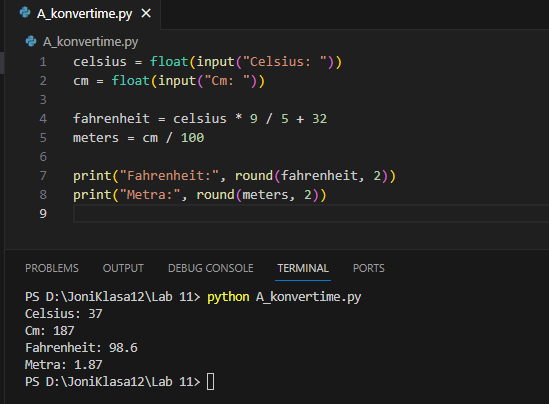 A_konvertime.py
A_konvertime.py
1 celsius = float(input("Celsius: "))
2 cm = float(input("Cm: "))
3
4 fahrenheit = celsius * 9 / 5 + 32
5 meters = cm / 100
6
7 print("Fahrenheit:", round(fahrenheit, 2))
8 print("Metra:", round(meters, 2))
9
PROBLEMS OUTPUT DEBUG CONSOLE TERMINAL PORTS
PS D:\JoniKlasa12\Lab 11> python A_konvertime.py
Celsius: 37
Cm: 187
Fahrenheit: 98.6
Metra: 1.87
PS D:\JoniKlasa12\Lab 11>